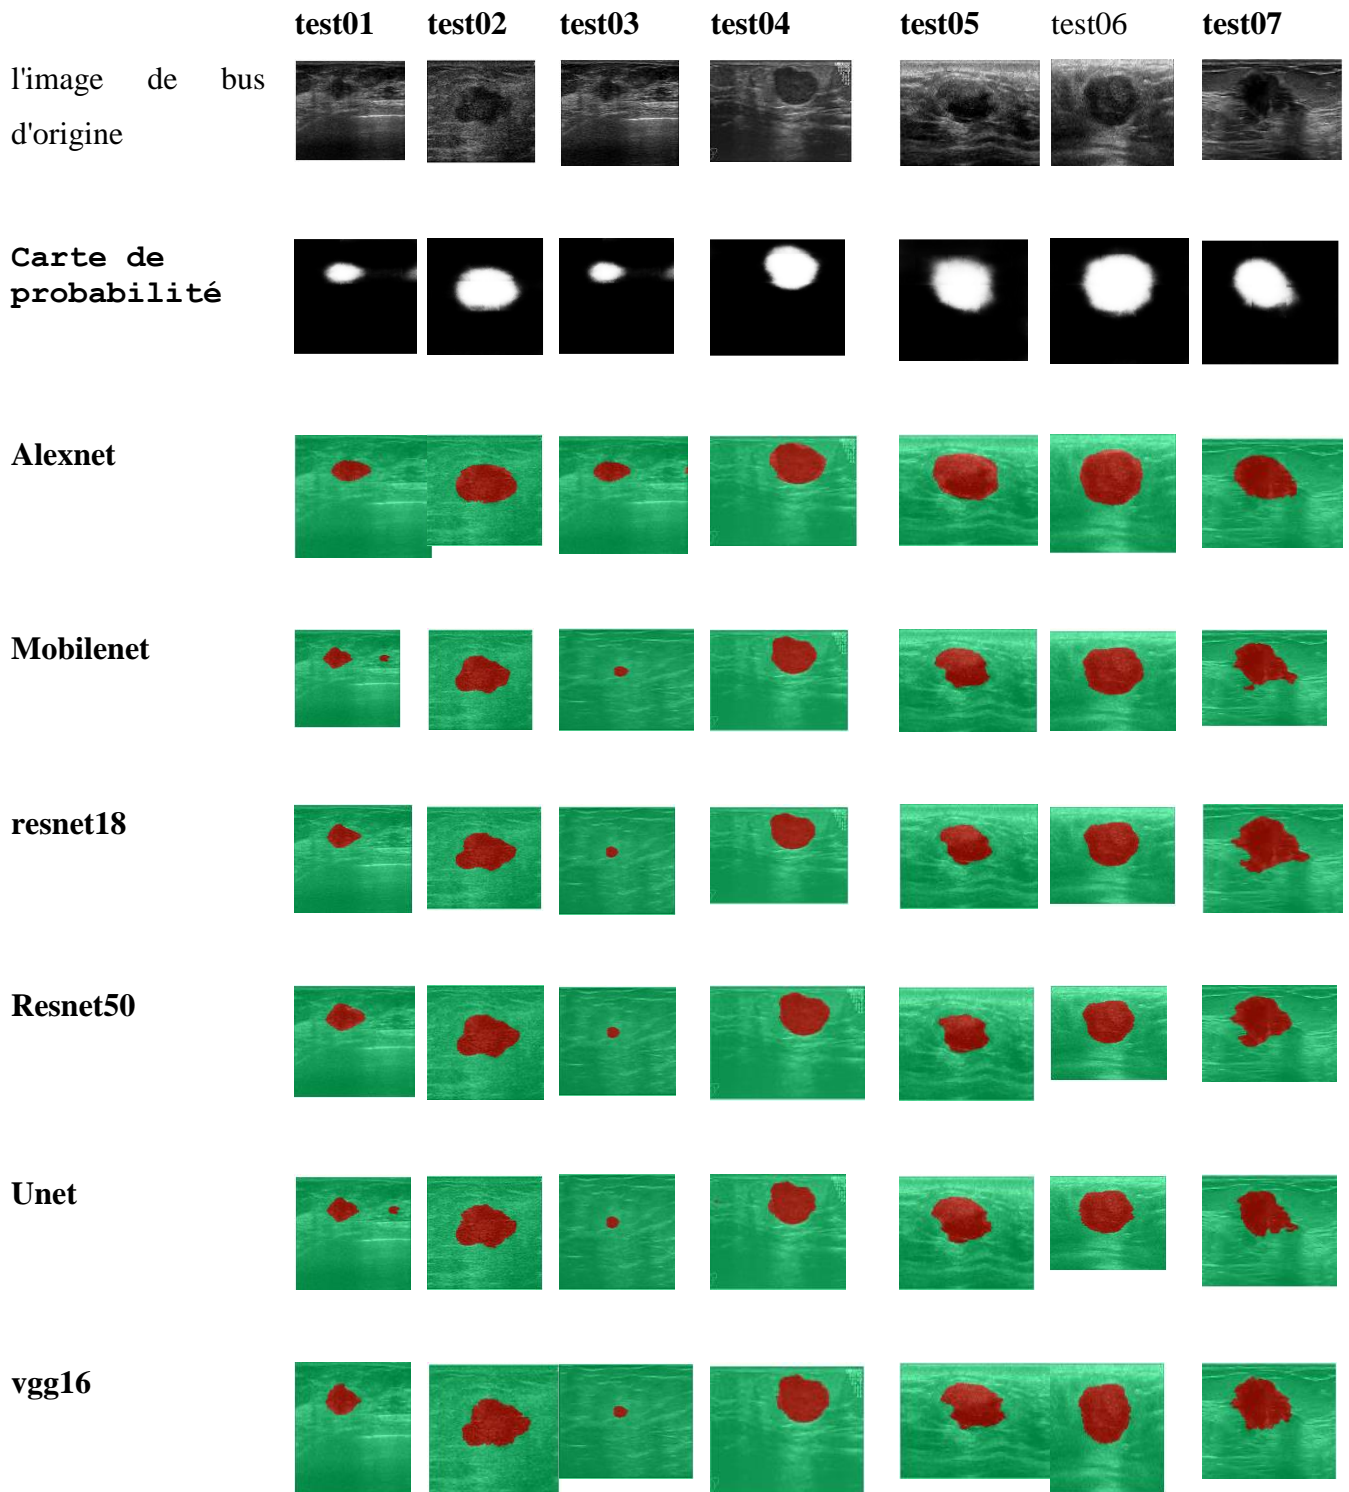 test01 test02 test03 test04 test05 test06 test07
l'image de bus
d'origine
Carte de
probabilité
Alexnet
Mobilenet
resnet18
Resnet50
Unet
vgg16